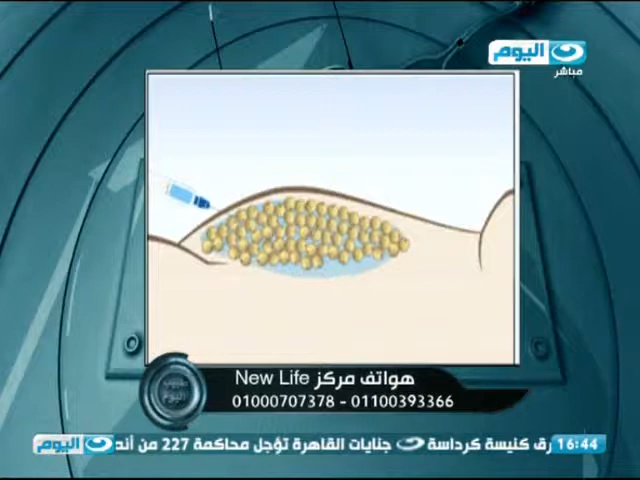 اليوم
مباشر
هواتف مركز New Life
01000707378 - 01100393366
16:44
رق كنيسة كرداسة جنايات القاهرة تؤجل محاكمة 227 من أند
اليوم